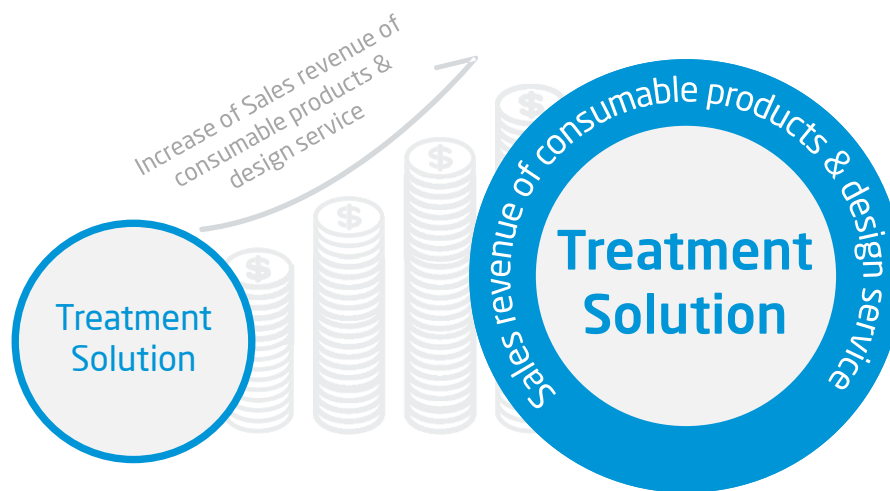 Increase of Sales revenue of
consumable products &
design service
Treatment
Solution
Sales revenue of consumable products & design service
Treatment
Solution
$
$
$
$